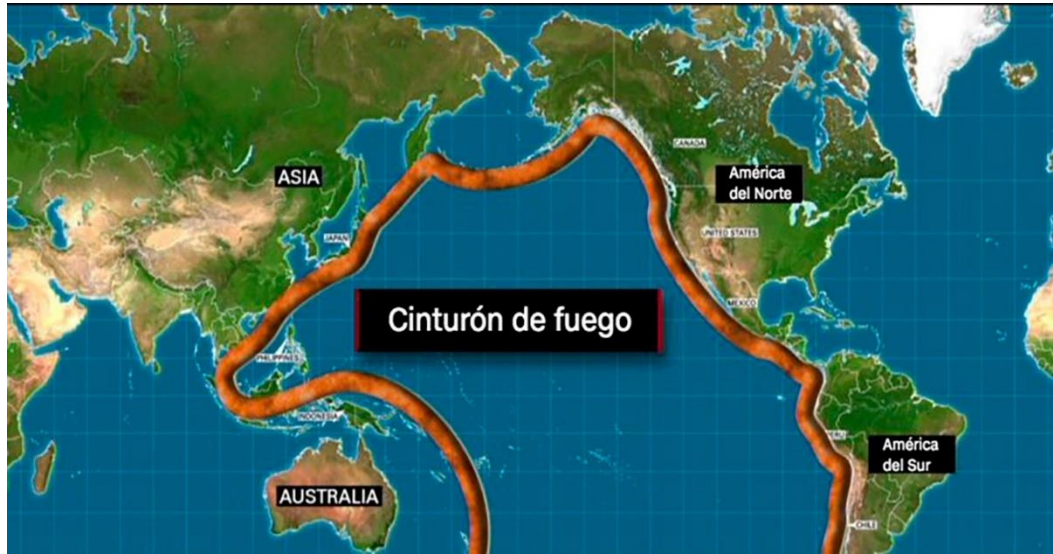 CANADA
América
del Norte
ASIA
UNITED STATES
JAPAN
MEXICO
Cinturón de fuego
PHILIPPINES
INDONESIA
PERU
América
del Sur
AUSTRALIA
CHILE